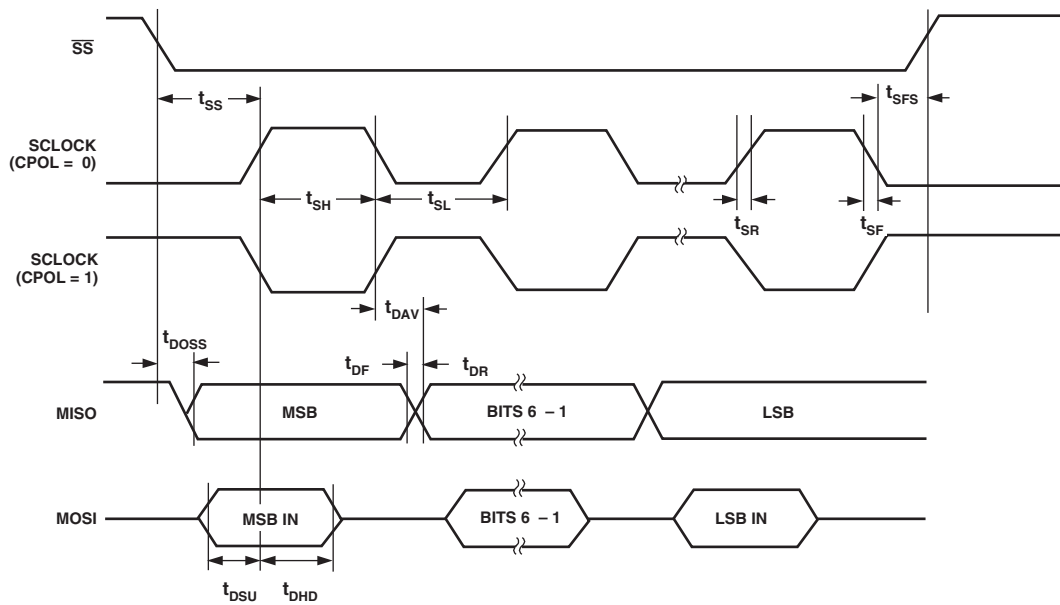 SS
tSS
tSFS
SCLOCK
(CPOL = 0)
tSH
tSL
tSR
tSF
SCLOCK
(CPOL = 1)
tDAV
tDOSS
tDF
tDR
MISO
MSB
BITS 6 – 1
LSB
MOSI
MSB IN
BITS 6 – 1
LSB IN
tDSU
tDHD